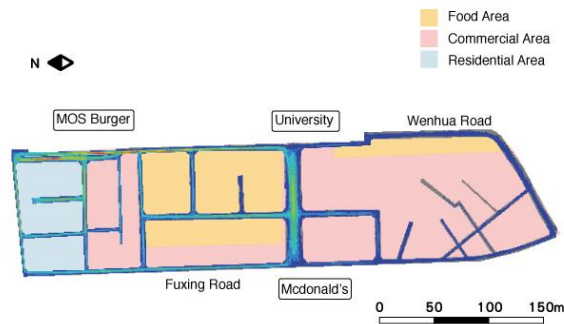 Food Area
Commercial Area
Residential Area
N
MOS Burger
University
Wenhua Road
Fuxing Road
Mcdonald's
0 50 100 150m